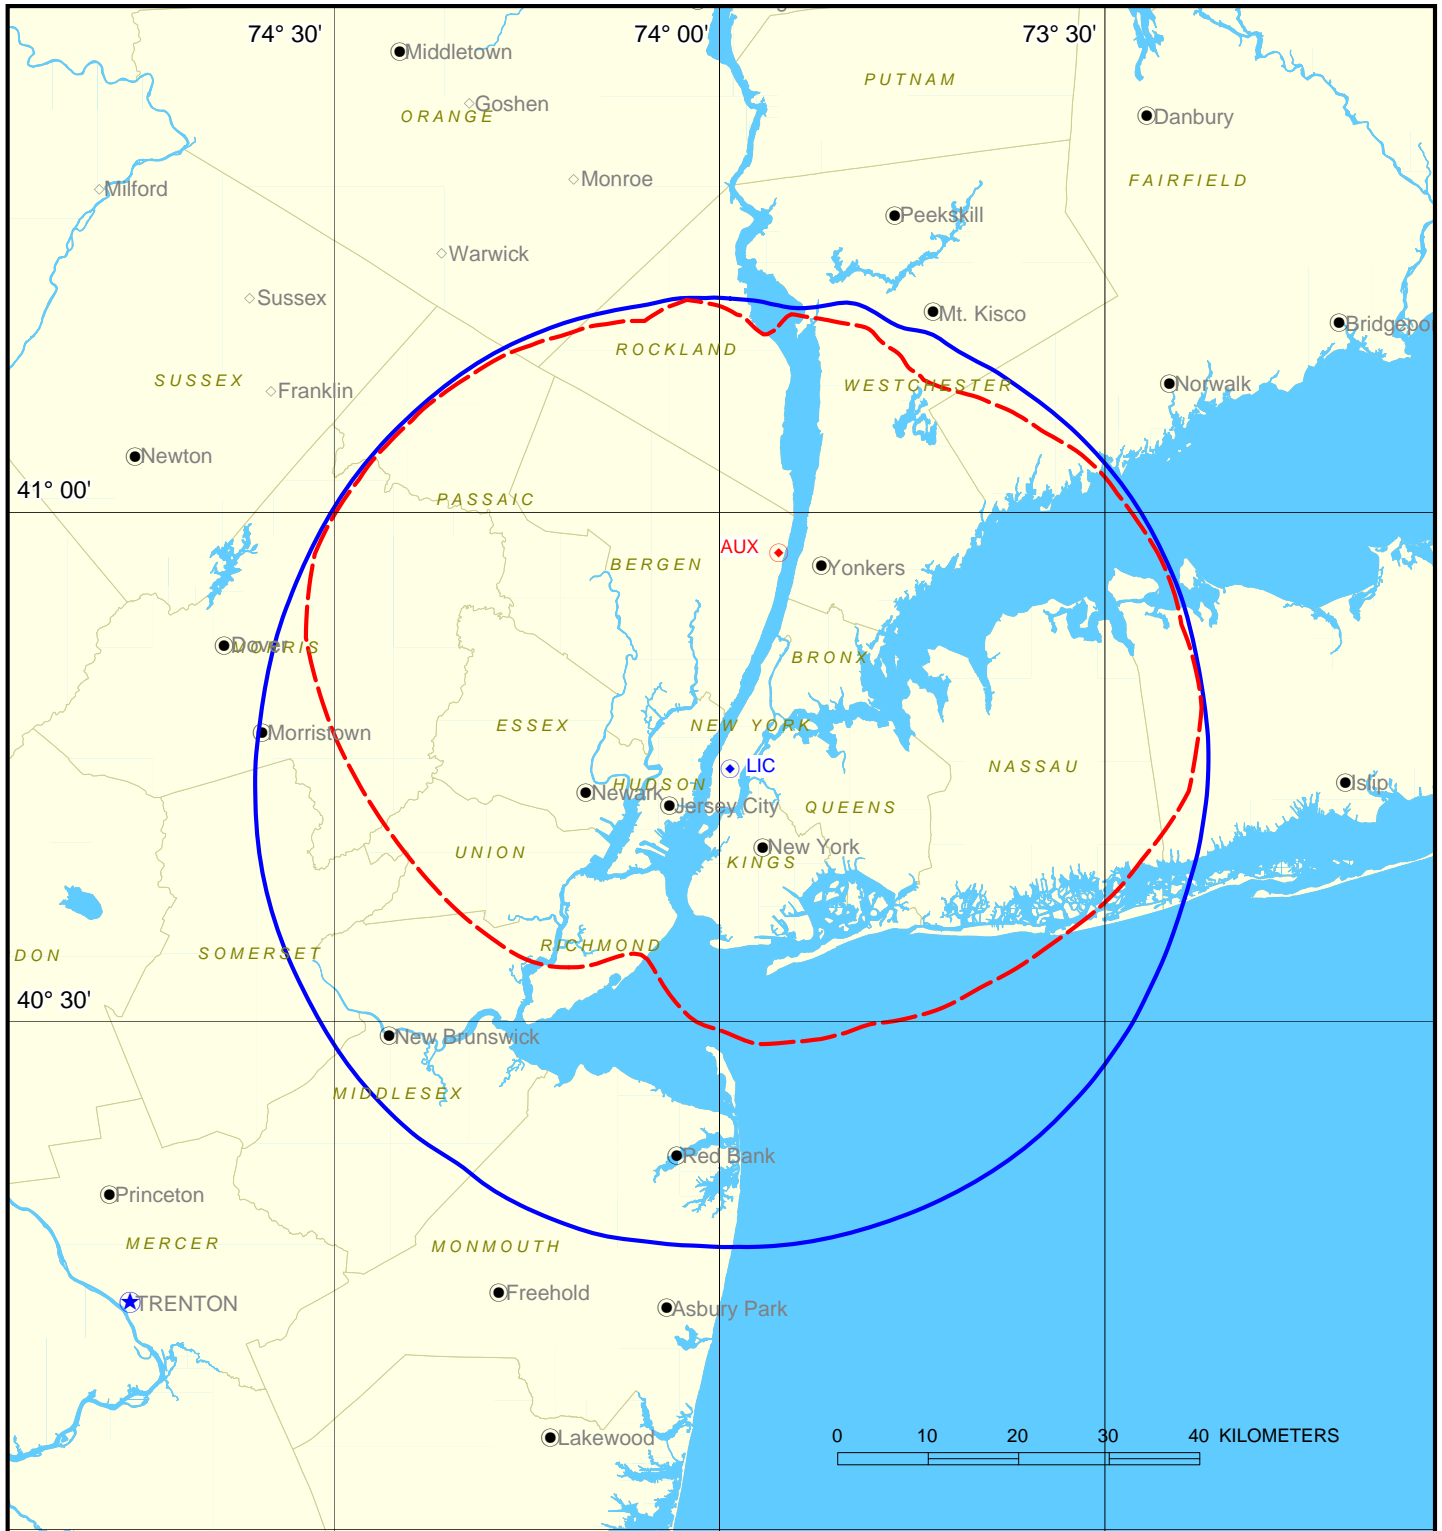 74° 30'
74° 00'
73° 30'
Middletown
PUTNAM
Goshen
ORANGE
Danbury
Monroe
FAIRFIELD
Milford
Peekskill
Warwick
Sussex
Mt. Kisco
Bridgepor
ROCKLAND
SUSSEX
Franklin
WESTCHESTER
Norwalk
Newton
41° 00'
PASSAIC
AUX
BERGEN
Yonkers
Dover
MORRIS
BRONX
ESSEX
NEW YORK
Morristown
LIC
NASSAU
HUDSON
Newark
Jersey City
QUEENS
Islip
UNION
New York
KINGS
RICHMOND
DON
SOMERSET
40° 30'
New Brunswick
MIDDLESEX
Red Bank
Princeton
MERCER
MONMOUTH
Freehold
TRENTON
Asbury Park
Lakewood
0 10 20 30 40 KILOMETERS